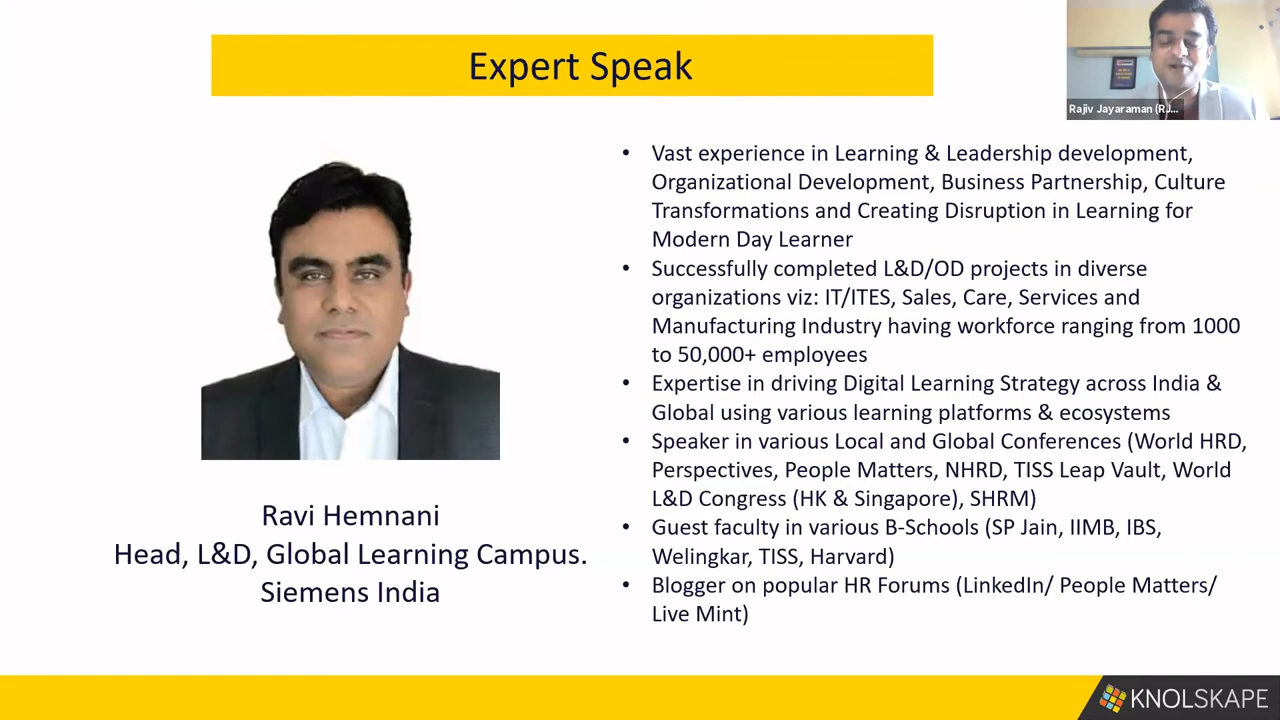 Expert Speak
Rajiv Jayaraman (RJ...
• Vast experience in Learning & Leadership development,
Organizational Development, Business Partnership, Culture
Transformations and Creating Disruption in Learning for
Modern Day Learner
• Successfully completed L&D/OD projects in diverse
organizations viz: IT/ITES, Sales, Care, Services and
Manufacturing Industry having workforce ranging from 1000
to 50,000+ employees
• Expertise in driving Digital Learning Strategy across India &
Global using various learning platforms & ecosystems
• Speaker in various Local and Global Conferences (World HRD,
Perspectives, People Matters, NHRD, TISS Leap Vault, World
L&D Congress (HK & Singapore), SHRM)
• Guest faculty in various B-Schools (SP Jain, IIMB, IBS,
Welingkar, TISS, Harvard)
• Blogger on popular HR Forums (LinkedIn/ People Matters/
Live Mint)
Ravi Hemnani
Head, L&D, Global Learning Campus.
Siemens India
KNOLSKAPE